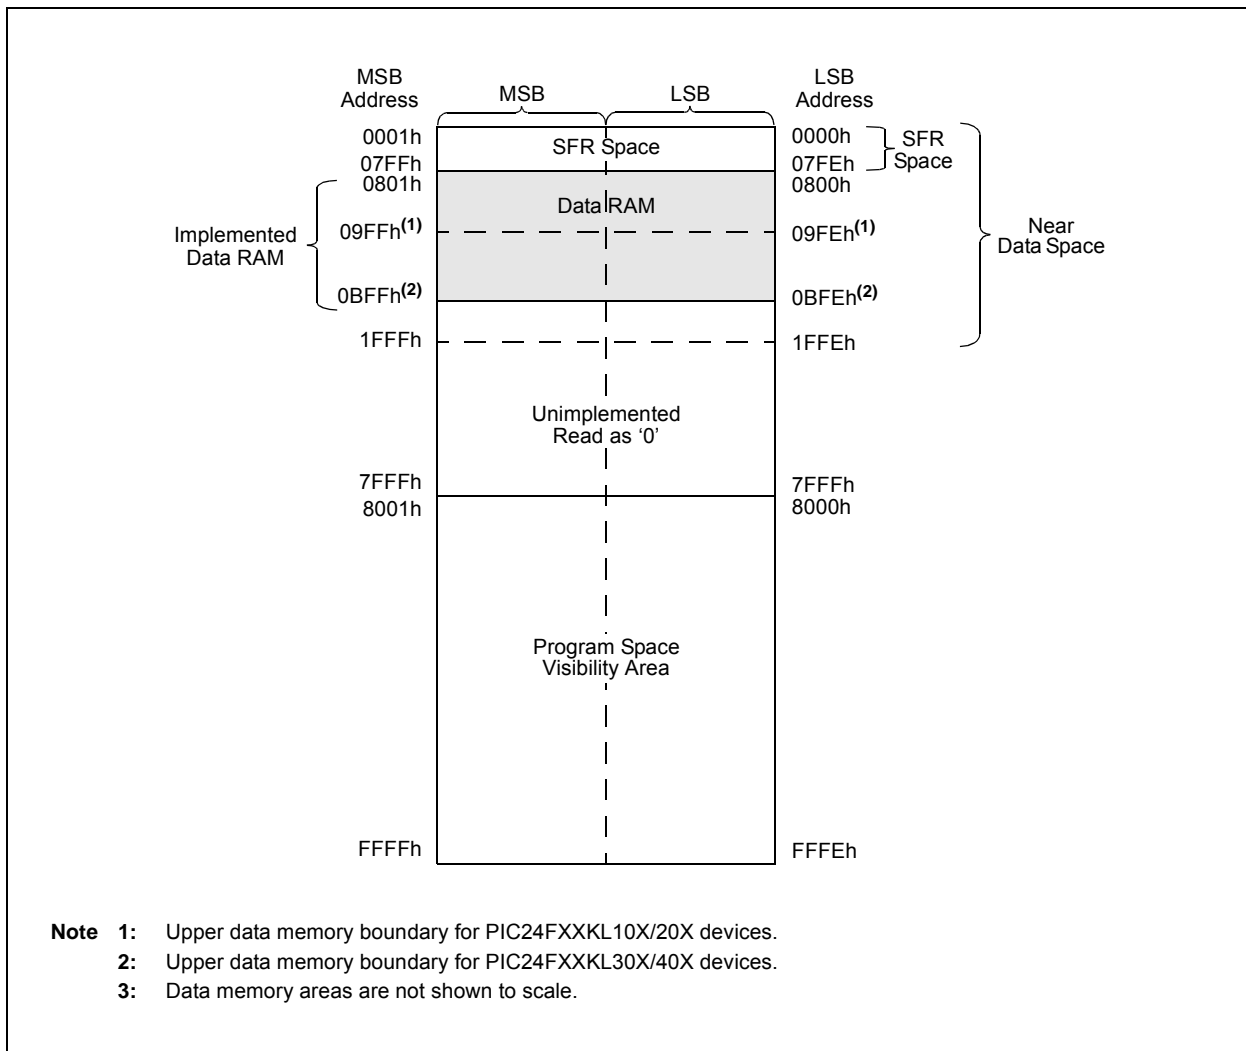 MSB
Address
MSB
LSB
LSB
Address
0001h
SFR Space
0000h
SFR
Space
07FFh
07FEh
0801h
0800h
Data RAM
Implemented
Data RAM
09FFh(1)
09FEh(1)
Near
Data Space
0BFFh(2)
0BFEh(2)
1FFFh
1FFEh
Unimplemented
Read as ‘0’
7FFFh
7FFFh
8001h
8000h
Program Space
Visibility Area
FFFFh
FFFEh
Note 1: Upper data memory boundary for PIC24FXXKL10X/20X devices.
2: Upper data memory boundary for PIC24FXXKL30X/40X devices.
3: Data memory areas are not shown to scale.